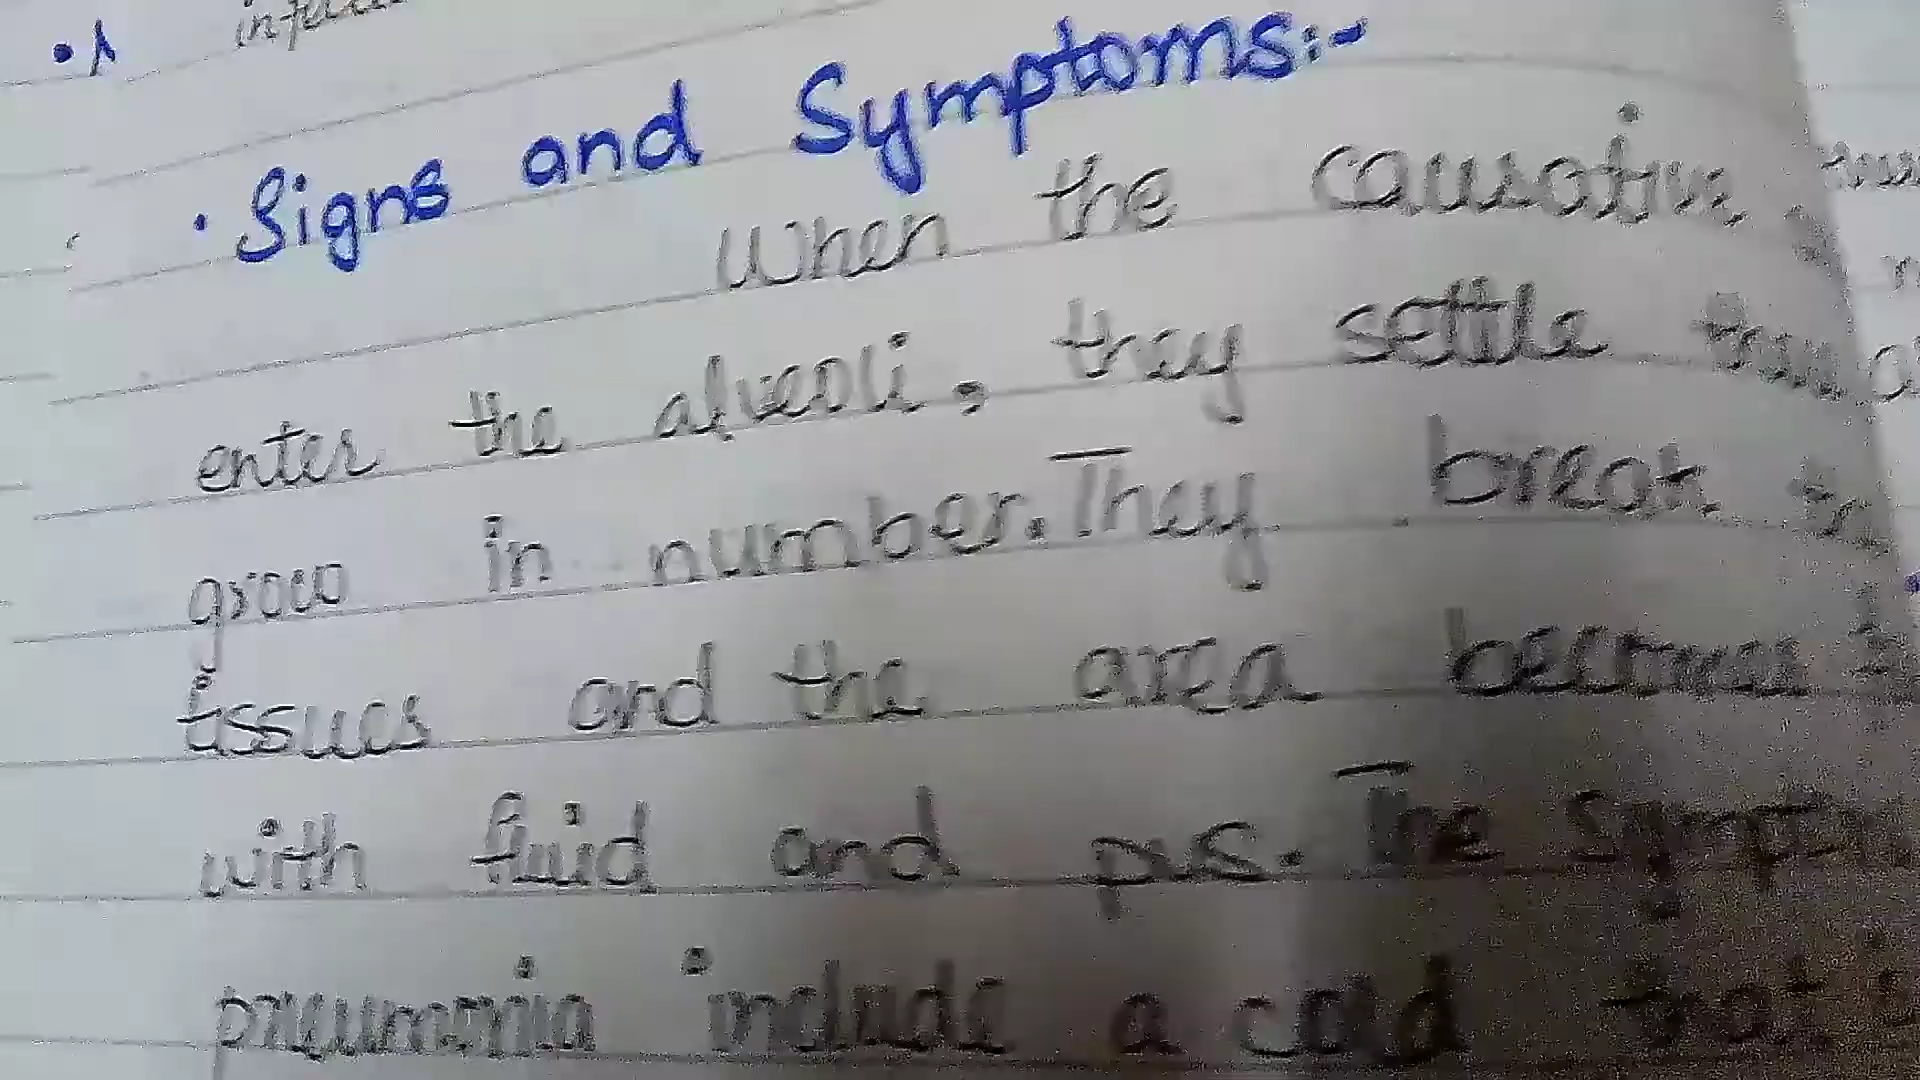 • Signs and Symptoms:-
When the causative
enter the alveoli, they settle
grow in number. They break
tissues and the area becomes
with fluid and pus. The
pneumonia include a cold that